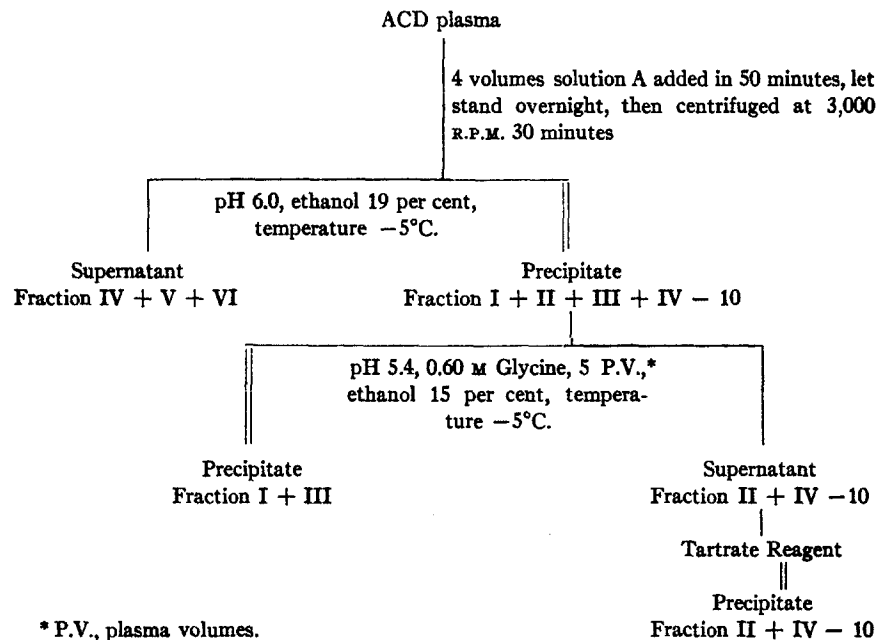 ACD plasma
4 volumes solution A added in 50 minutes, let
stand overnight, then centrifuged at 3,000
R.P.M. 30 minutes
pH 6.0, ethanol 19 per cent,
temperature −5°C.
Supernatant
Fraction IV + V + VI
Precipitate
Fraction I + II + III + IV − 10
pH 5.4, 0.60 M Glycine, 5 P.V.,*
ethanol 15 per cent, tempera-
ture −5°C.
Precipitate
Fraction I + III
Supernatant
Fraction II + IV −10
Tartrate Reagent
Precipitate
Fraction II + IV − 10
* P.V., plasma volumes.